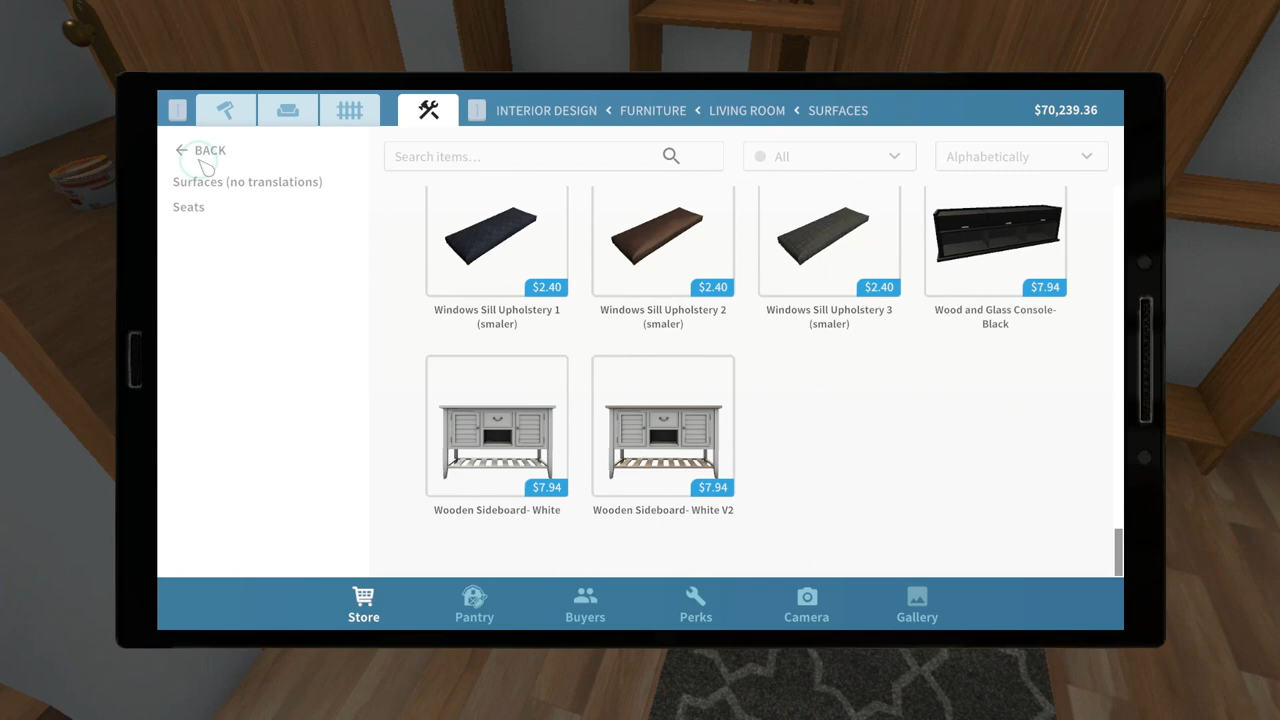 INTERIOR DESIGN < FURNITURE < LIVING ROOM < SURFACES
$70,239.36
BACK
Surfaces (no translations)
Seats
Search items...
All
Alphabetically
$2.40
$2.40
$2.40
$7.94
Windows Sill Upholstery 1
(smaler)
Windows Sill Upholstery 2
(smaler)
Windows Sill Upholstery 3
(smaler)
Wood and Glass Console-
Black
$7.94
$7.94
Wooden Sideboard- White
Wooden Sideboard- White V2
Store
Pantry
Buyers
Perks
Camera
Gallery